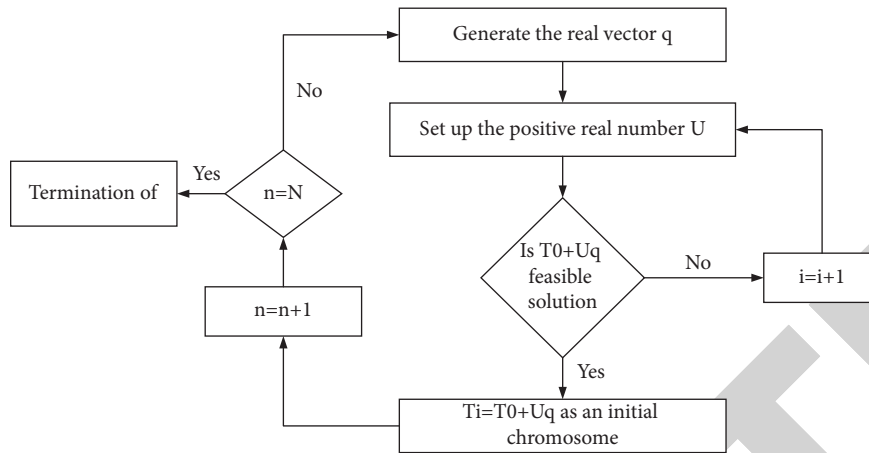 Generate the real vector q
No
Set up the positive real number U
Yes
Termination of
n=N
Is T0+Uq
feasible
solution
No
i=i+1
n=n+1
Yes
Ti=T0+Uq as an initial
chromosome